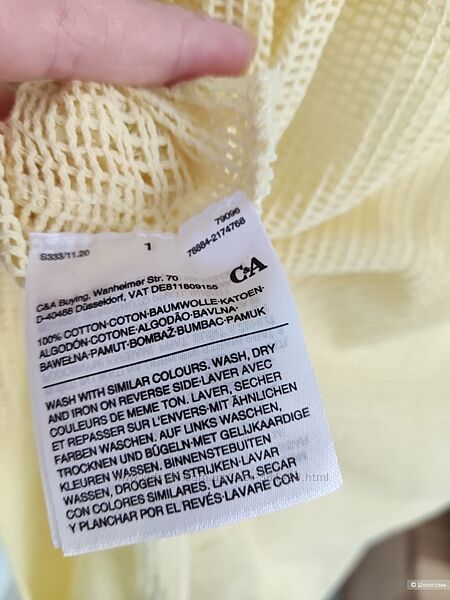 79096
S333/11.20 1 76884-2174768
C&A
C&A Buying, Wanheimer Str. 70
D-40468 Düsseldorf, VAT DE811809155
100% COTTON·COTON·BAUMWOLLE·KATOEN·
ALGODÓN·COTONE·ALGODÃO·BAVLNA·
BAWEŁNA·PAMUT·BOMBAŽ·BUMBAC·PAMUK
WASH WITH SIMILAR COLOURS. WASH, DRY
AND IRON ON REVERSE SIDE·LAVER AVEC
COULEURS DE MEME TON. LAVER, SECHER
ET REPASSER SUR L'ENVERS·MIT ÄHNLICHEN
FARBEN WASCHEN. AUF LINKS WASCHEN,
TROCKNEN UND BÜGELN·MET GELIJKAARDIGE
KLEUREN WASSEN. BINNENSTEBUITEN
WASSEN, DROGEN EN STRIJKEN·LAVAR
CON COLORES SIMILARES. LAVAR, SECAR
Y PLANCHAR POR EL REVÉS·LAVARE CON
.html
© Шопоголик